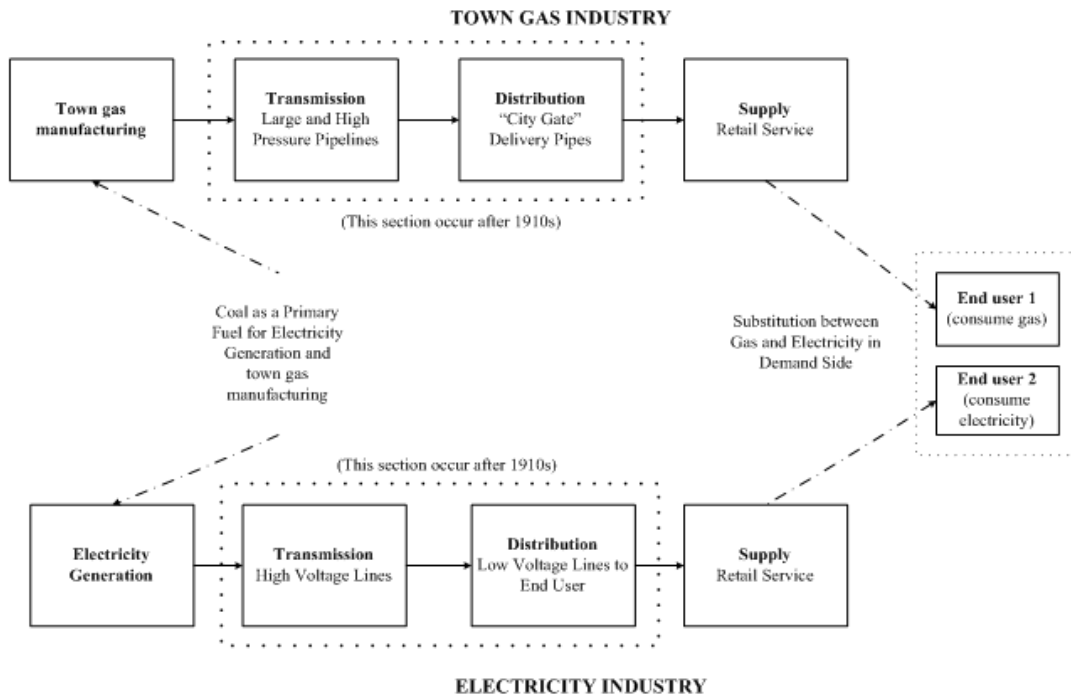 TOWN GAS INDUSTRY
Town gas
manufacturing
Transmission
Large and High
Pressure Pipelines
Distribution
“City Gate”
Delivery Pipes
Supply
Retail Service
(This section occur after 1910s)
Coal as a Primary
Fuel for Electricity
Generation and
town gas
manufacturing
Substitution between
Gas and Electricity in
Demand Side
End user 1
(consume gas)
End user 2
(consume
electricity)
(This section occur after 1910s)
Electricity
Generation
Transmission
High Voltage Lines
Distribution
Low Voltage Lines to
End User
Supply
Retail Service
ELECTRICITY INDUSTRY